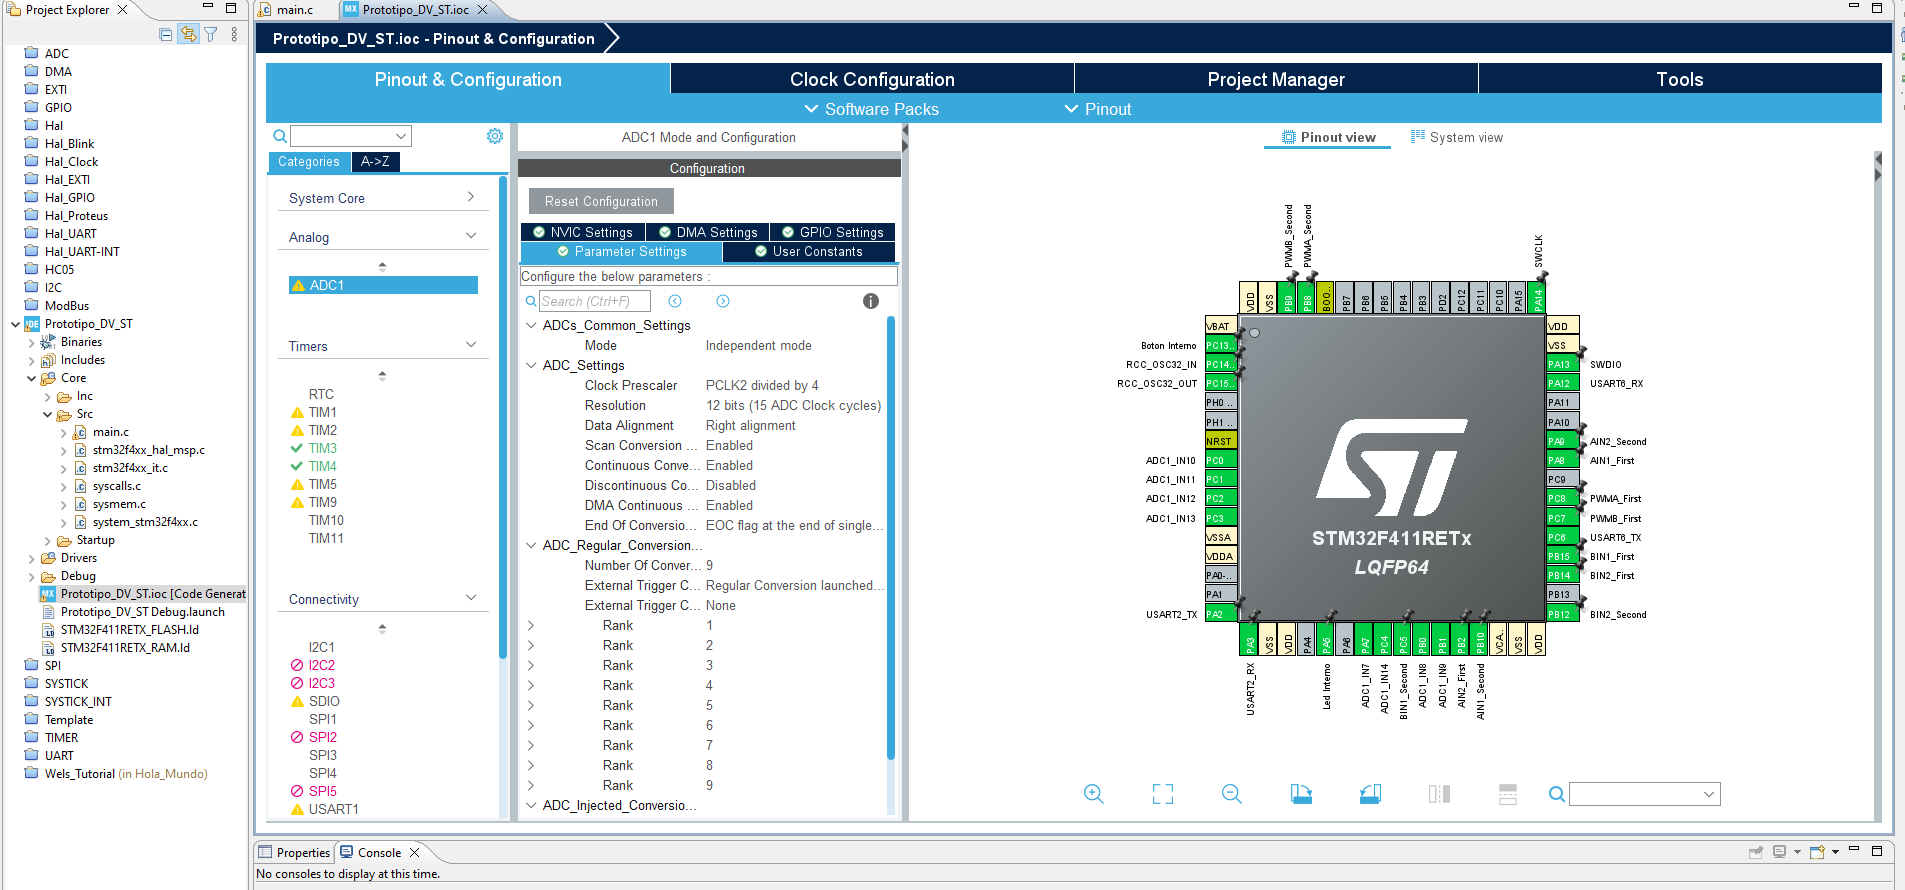 Project Explorer
main.c
Prototipo_DV_ST.ioc
ADC
DMA
EXTI
GPIO
Hal
Hal_Blink
Hal_Clock
Hal_EXTI
Hal_GPIO
Hal_Proteus
Hal_UART
Hal_UART-INT
HC05
I2C
ModBus
Prototipo_DV_ST
Binaries
Includes
Core
Inc
Src
main.c
stm32f4xx_hal_msp.c
stm32f4xx_it.c
syscalls.c
sysmem.c
system_stm32f4xx.c
Startup
Drivers
Debug
Prototipo_DV_ST.ioc [Code Generat
Prototipo_DV_ST Debug.launch
STM32F411RETX_FLASH.ld
STM32F411RETX_RAM.ld
SPI
SYSTICK
SYSTICK_INT
Template
TIMER
UART
Wels_Tutorial (in Hola_Mundo)
Prototipo_DV_ST.ioc - Pinout & Configuration
Pinout & Configuration
Clock Configuration
Project Manager
Tools
Software Packs
Pinout
Categories
A->Z
System Core
Analog
ADC1
Timers
RTC
TIM1
TIM2
TIM3
TIM4
TIM5
TIM9
TIM10
TIM11
Connectivity
I2C1
I2C2
I2C3
SDIO
SPI1
SPI2
SPI3
SPI4
SPI5
USART1
ADC1 Mode and Configuration
Configuration
Reset Configuration
NVIC Settings
DMA Settings
GPIO Settings
Parameter Settings
User Constants
Configure the below parameters :
Search (Ctrl+F)
ADCs_Common_Settings
Mode Independent mode
ADC_Settings
Clock Prescaler PCLK2 divided by 4
Resolution 12 bits (15 ADC Clock cycles)
Data Alignment Right alignment
Scan Conversion ... Enabled
Continuous Conve... Enabled
Discontinuous Co... Disabled
DMA Continuous ... Enabled
End Of Conversio... EOC flag at the end of single...
ADC_Regular_Conversion...
Number Of Conver... 9
External Trigger C... Regular Conversion launched...
External Trigger C... None
Rank 1
Rank 2
Rank 3
Rank 4
Rank 5
Rank 6
Rank 7
Rank 8
Rank 9
ADC_Injected_Conversio...
Pinout view
System view
PWMB_Second
PWMA_Second
SWCLK
VDD
VSS
PB9
PB8
BOO..
PB7
PB6
PB5
PB4
PB3
PD2
PC12
PC11
PC10
PA15
PA14
VBAT
Boton Interno PC13..
RCC_OSC32_IN PC14..
RCC_OSC32_OUT PC15..
PH0 ..
PH1 ..
NRST
ADC1_IN10 PC0
ADC1_IN11 PC1
ADC1_IN12 PC2
ADC1_IN13 PC3
VSSA
VDDA
PA0-..
PA1
USART2_TX PA2
STM32F411RETx
LQFP64
VDD
VSS
PA13 SWDIO
PA12 USART6_RX
PA11
PA10
PA9 AIN2_Second
PA8 AIN1_First
PC9
PC8 PWMA_First
PC7 PWMB_First
PC6 USART6_TX
PB15 BIN1_First
PB14 BIN2_First
PB13
PB12 BIN2_Second
PA3
VSS
VDD
PA4
PA5
PA6
PA7
PC4
PC5
PB0
PB1
PB2
PB10
VCA..
VSS
VDD
USART2_RX
Led Interno
ADC1_IN7
ADC1_IN14
BIN1_Second
ADC1_IN8
ADC1_IN9
AIN2_First
AIN1_Second
Properties
Console
No consoles to display at this time.